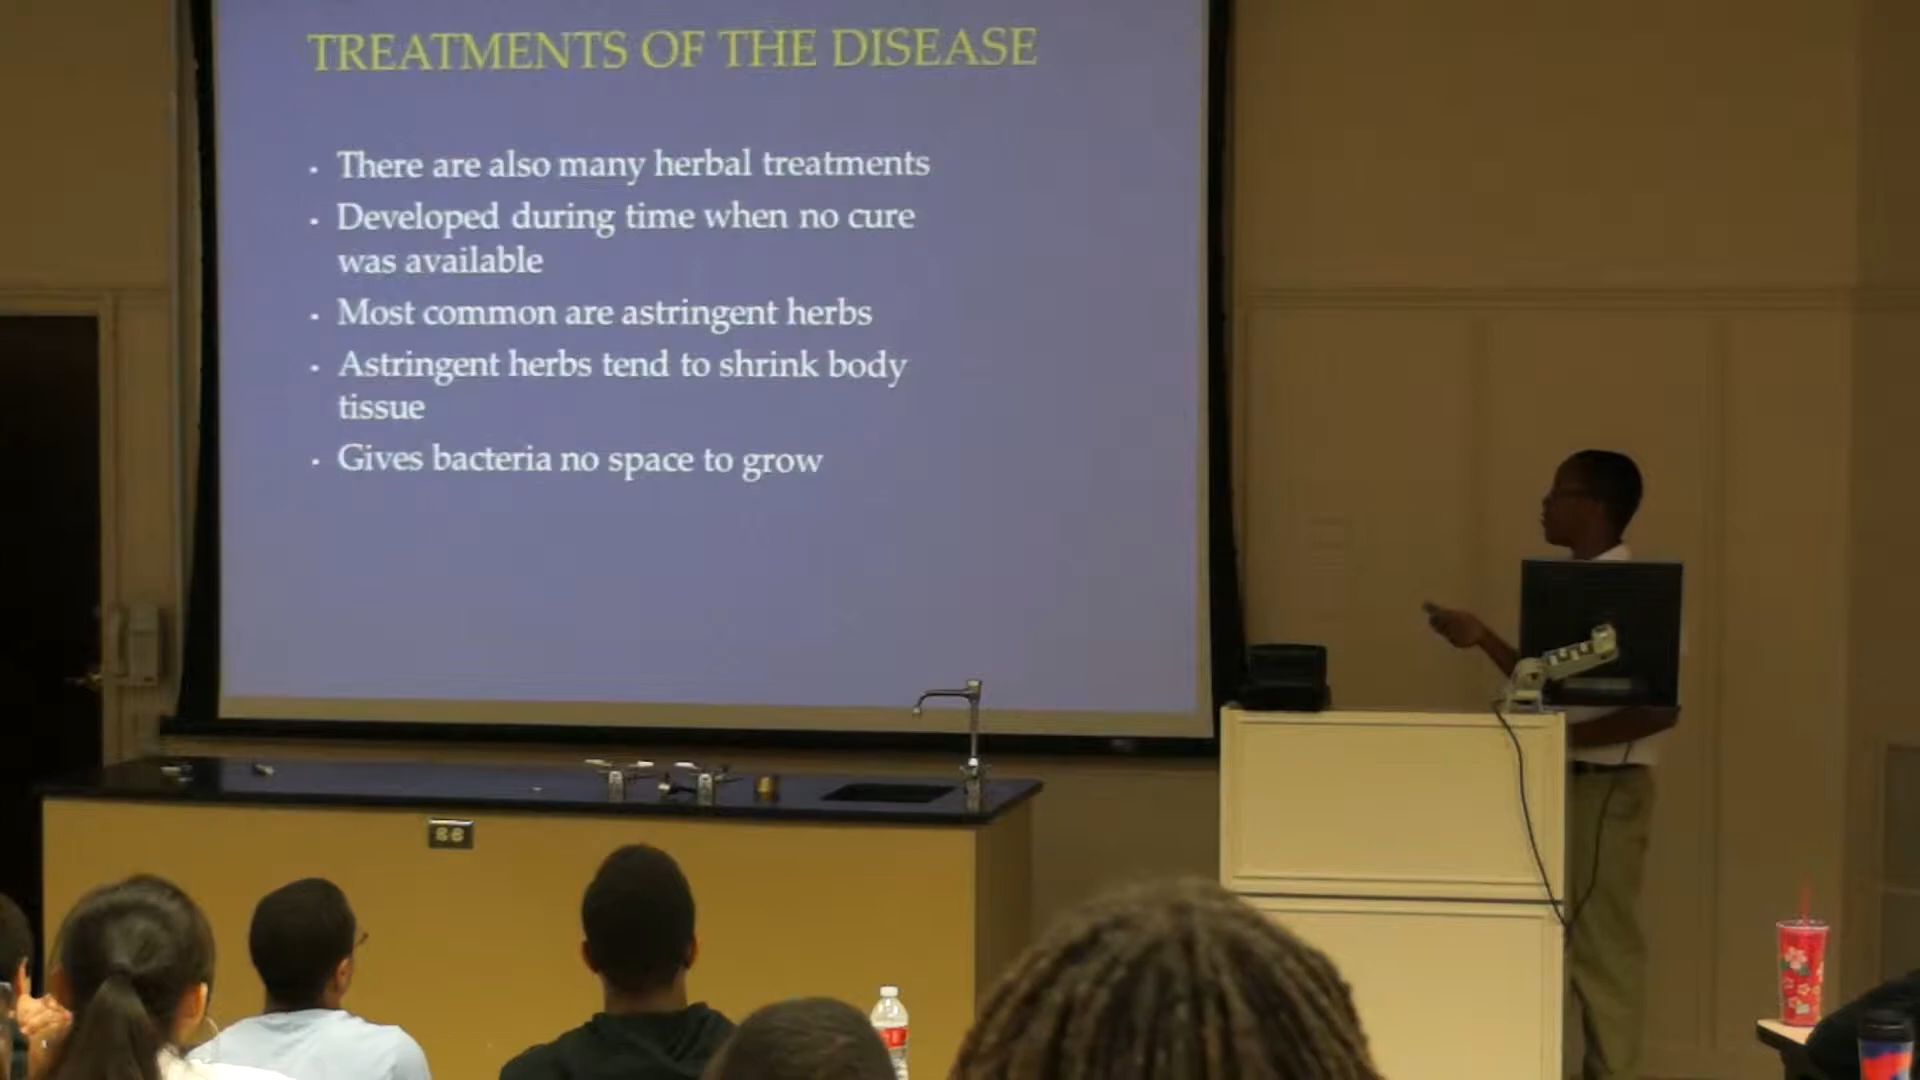 TREATMENTS OF THE DISEASE
· There are also many herbal treatments
· Developed during time when no cure
was available
· Most common are astringent herbs
· Astringent herbs tend to shrink body
tissue
· Gives bacteria no space to grow